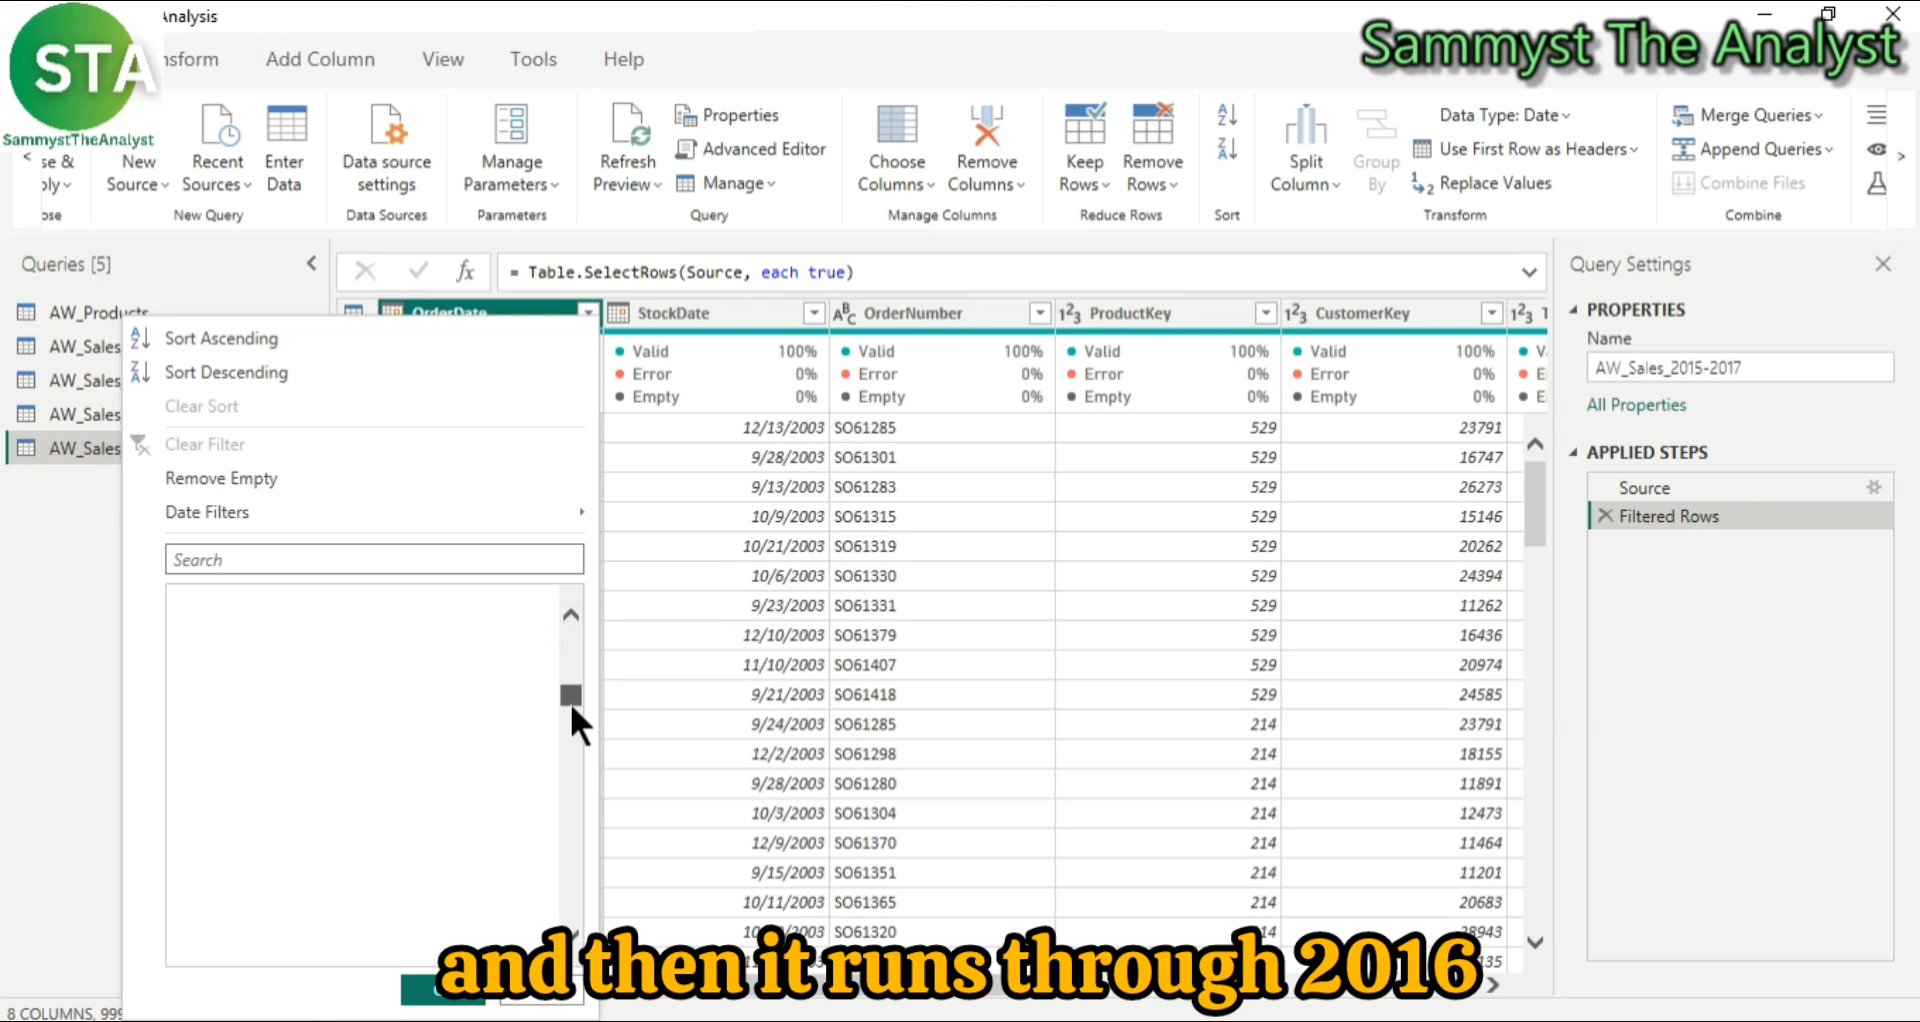 Analysis
STA
SammystTheAnalyst
Sammyst The Analyst
Add Column
View
Tools
Help
New Source
Recent Sources
Enter Data
New Query
Data source settings
Data Sources
Manage Parameters
Parameters
Refresh Preview
Properties
Advanced Editor
Manage
Query
Choose Columns
Remove Columns
Manage Columns
Keep Rows
Remove Rows
Reduce Rows
Sort
Split Column
Group By
Data Type: Date
Use First Row as Headers
Replace Values
Transform
Merge Queries
Append Queries
Combine Files
Combine
Queries [5]
AW_Products
AW_Sales
AW_Sales
AW_Sales
AW_Sales
= Table.SelectRows(Source, each true)
OrderDate
StockDate
OrderNumber
ProductKey
CustomerKey
Sort Ascending
Sort Descending
Clear Sort
Clear Filter
Remove Empty
Date Filters
Search
Valid 100% Valid 100% Valid 100% Valid 100%
Error 0% Error 0% Error 0% Error 0%
Empty 0% Empty 0% Empty 0% Empty 0%
12/13/2003 SO61285 529 23791
9/28/2003 SO61301 529 16747
9/13/2003 SO61283 529 26273
10/9/2003 SO61315 529 15146
10/21/2003 SO61319 529 20262
10/6/2003 SO61330 529 24394
9/23/2003 SO61331 529 11262
12/10/2003 SO61379 529 16436
11/10/2003 SO61407 529 20974
9/21/2003 SO61418 529 24585
9/24/2003 SO61285 214 23791
12/2/2003 SO61298 214 18155
9/28/2003 SO61280 214 11891
10/3/2003 SO61304 214 12473
12/9/2003 SO61370 214 11464
9/15/2003 SO61351 214 11201
10/11/2003 SO61365 214 20683
SO61320
Query Settings
PROPERTIES
Name
AW_Sales_2015-2017
All Properties
APPLIED STEPS
Source
Filtered Rows
and then it runs through 2016
8 COLUMNS, 999